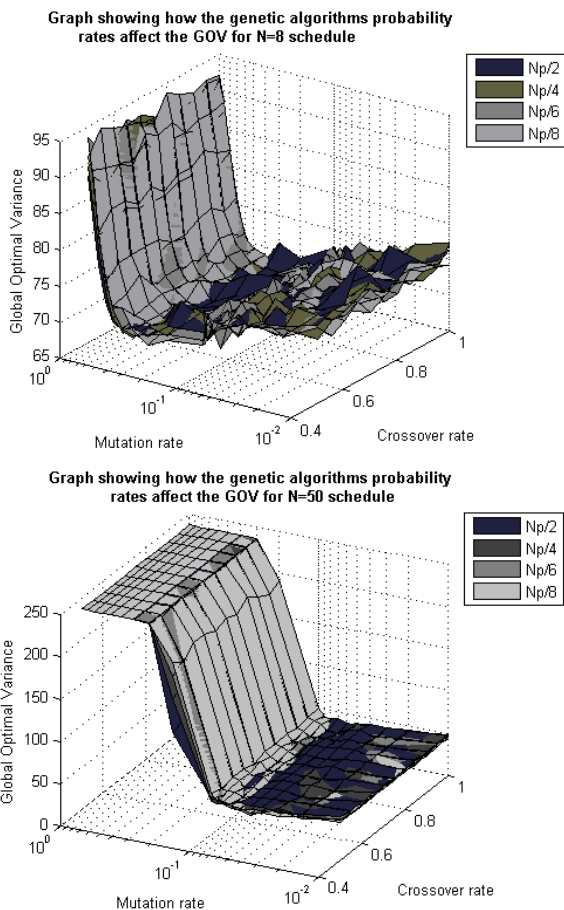 Graph showing how the genetic algorithms probability
rates affect the GOV for N=8 schedule
Np/2
Np/4
Np/6
Np/8
95
90
85
80
75
70
65
Global Optimal Variance
10^0
10^-1
10^-2
Mutation rate
0.4
0.6
0.8
1
Crossover rate
Graph showing how the genetic algorithms probability
rates affect the GOV for N=50 schedule
Np/2
Np/4
Np/6
Np/8
250
200
150
100
50
0
Global Optimal Variance
10^0
10^-1
10^-2
Mutation rate
0.4
0.6
0.8
1
Crossover rate